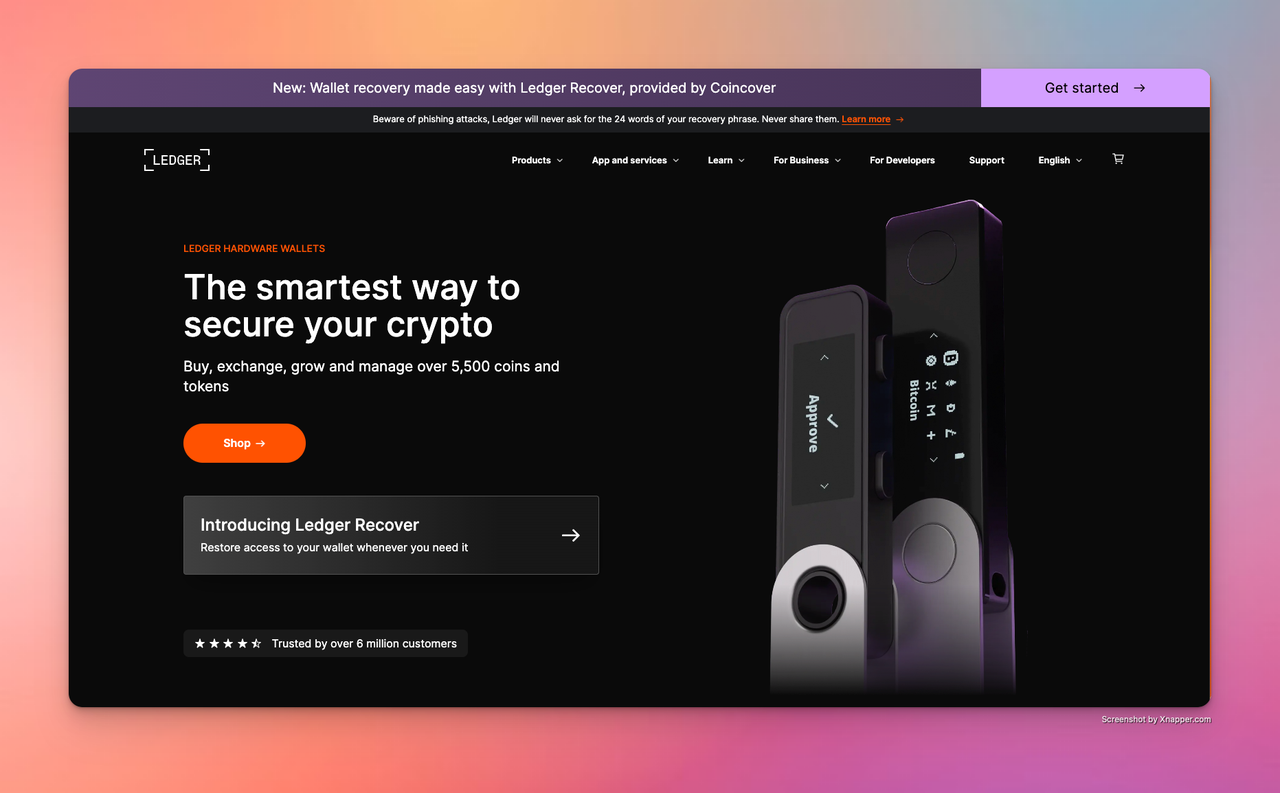 New: Wallet recovery made easy with Ledger Recover, provided by Coincover
Get started →
Beware of phishing attacks, Ledger will never ask for the 24 words of your recovery phrase. Never share them. Learn more →
LEDGER
Products
App and services
Learn
For Business
For Developers
Support
English
LEDGER HARDWARE WALLETS
The smartest way to
secure your crypto
Buy, exchange, grow and manage over 5,500 coins and
tokens
Shop →
Introducing Ledger Recover
Restore access to your wallet whenever you need it
Trusted by over 6 million customers
Approve
Bitcoin
Screenshot by Xnapper.com